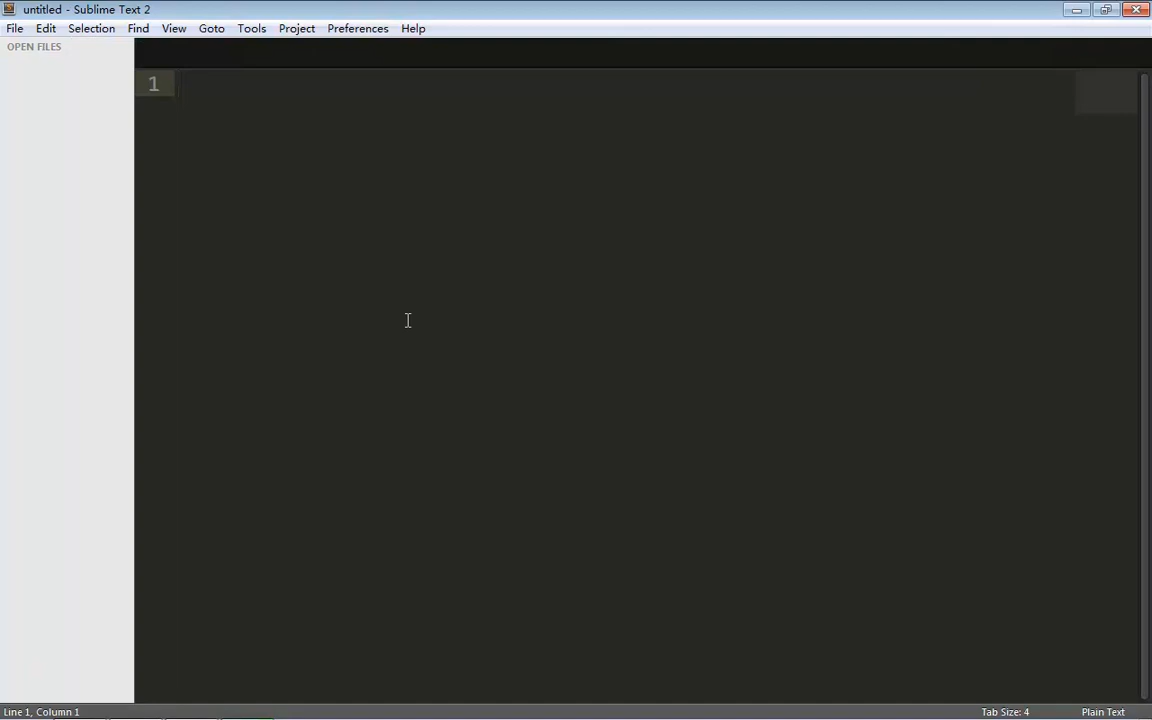 untitled - Sublime Text 2
File Edit Selection Find View Goto Tools Project Preferences Help
OPEN FILES
1
Line 1, Column 1 Tab Size: 4 Plain Text